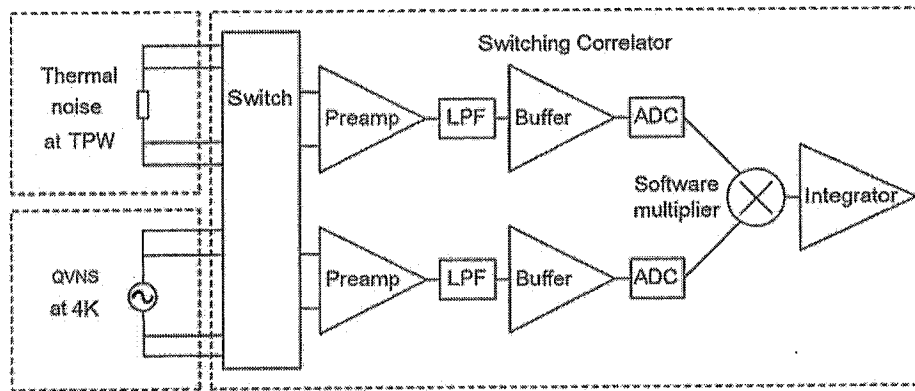 Switching Correlator
Thermal
noise
at TPW
Switch
Preamp
LPF
Buffer
ADC
Software
multiplier
Integrator
QVNS
at 4K
Preamp
LPF
Buffer
ADC